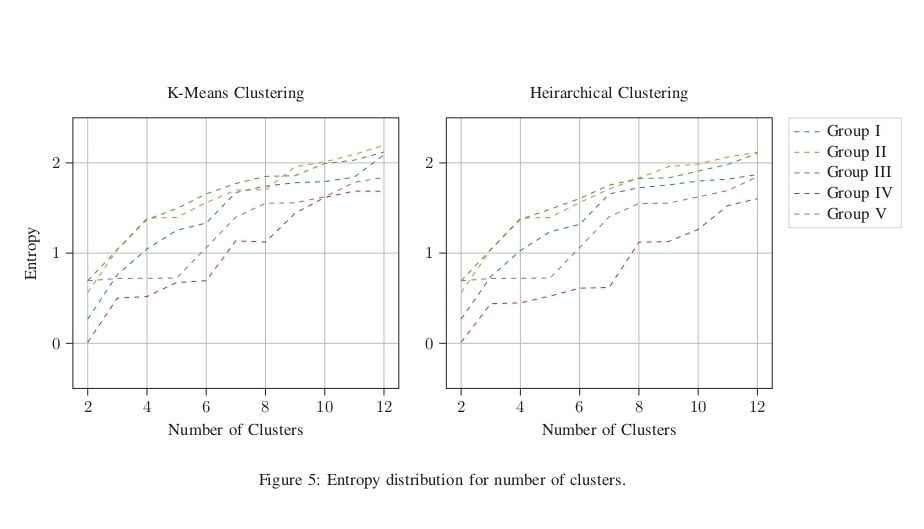 K-Means Clustering
Heirarchical Clustering
Group I
Group II
Group III
Group IV
Group V
Entropy
2
1
0
2
1
0
2 4 6 8 10 12
2 4 6 8 10 12
Number of Clusters
Number of Clusters
Figure 5: Entropy distribution for number of clusters.